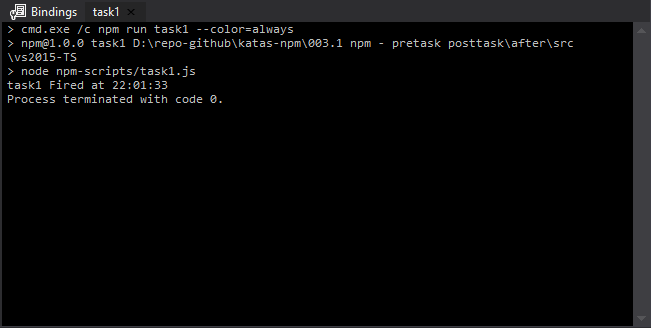 Bindings task1 ×
> cmd.exe /c npm run task1 --color=always
> npm@1.0.0 task1 D:\repo-github\katas-npm\003.1 npm - pretask posttask\after\src
\vs2015-TS
> node npm-scripts/task1.js
task1 Fired at 22:01:33
Process terminated with code 0.